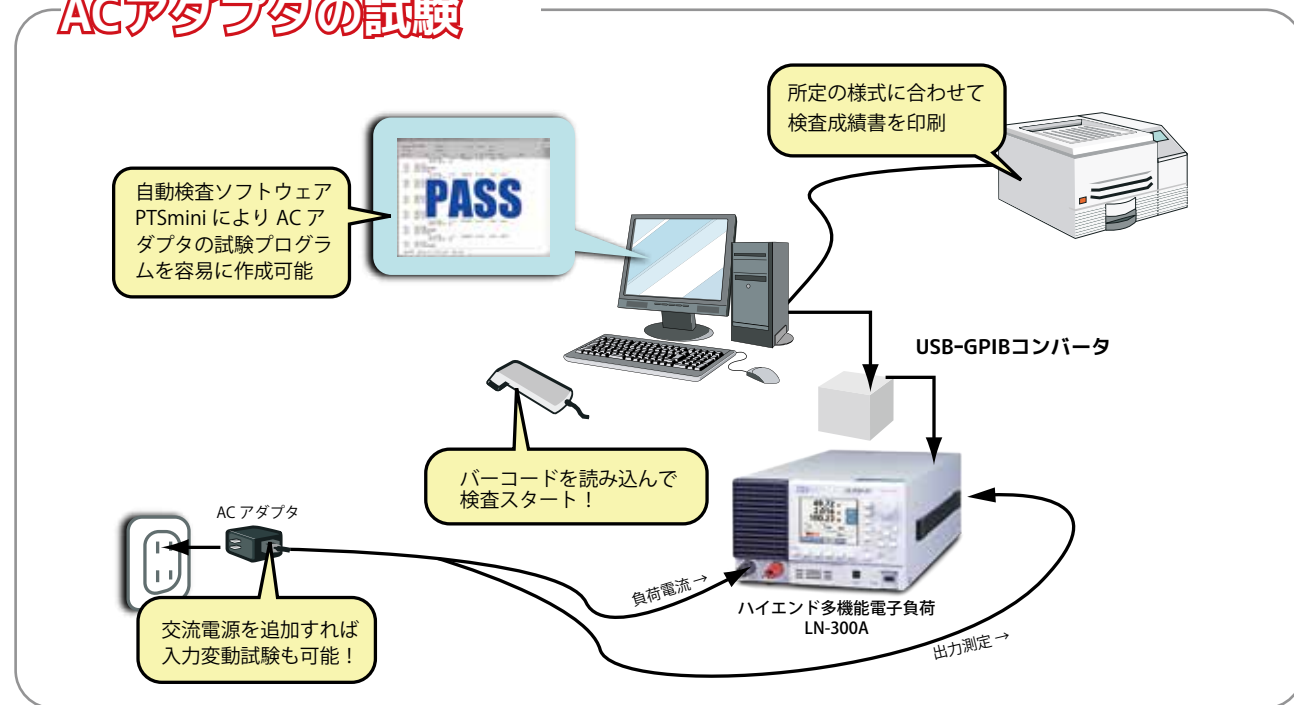 ACアダプタの試験
所定の様式に合わせて
検査成績書を印刷
自動検査ソフトウェア
PTSmini により AC ア
ダプタの試験プログラ
ムを容易に作成可能
PASS
USB-GPIBコンバータ
バーコードを読み込んで
検査スタート！
AC アダプタ
負荷電流→
ハイエンド多機能電子負荷
LN-300A
出力測定→
交流電源を追加すれば
入力変動試験も可能！